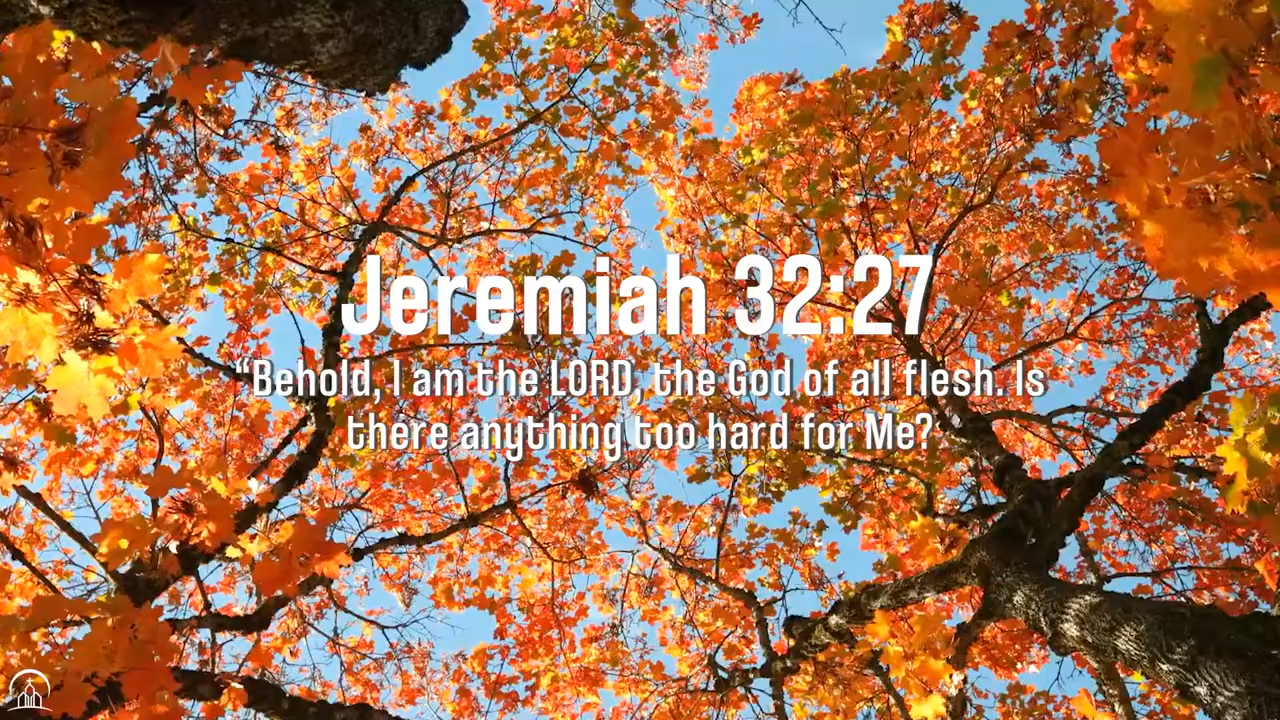 Jeremiah 32:27
“Behold, I am the LORD, the God of all flesh. Is
there anything too hard for Me?